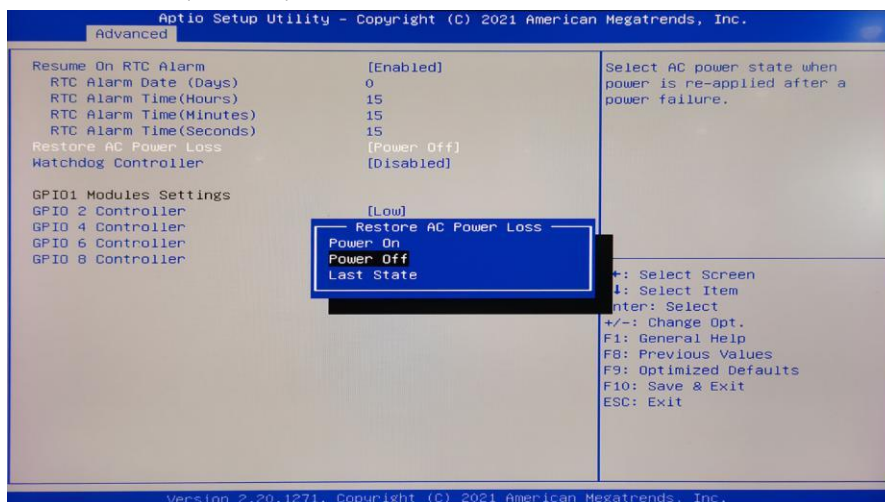 Aptio Setup Utility – Copyright (C) 2021 American Megatrends, Inc.
Advanced
Resume On RTC Alarm [Enabled]
RTC Alarm Date (Days) 0
RTC Alarm Time(Hours) 15
RTC Alarm Time(Minutes) 15
RTC Alarm Time(Seconds) 15
Restore AC Power Loss [Power Off]
Watchdog Controller [Disabled]
GPIO1 Modules Settings
GPIO 2 Controller [Low]
GPIO 4 Controller
GPIO 6 Controller
GPIO 8 Controller
Restore AC Power Loss
Power On
Power Off
Last State
Select AC power state when
power is re-applied after a
power failure.
: Select Screen
: Select Item
nter: Select
+/-: Change Opt.
F1: General Help
F8: Previous Values
F9: Optimized Defaults
F10: Save & Exit
ESC: Exit
Version 2.20.1271. Copyright (C) 2021 American Megatrends, Inc.